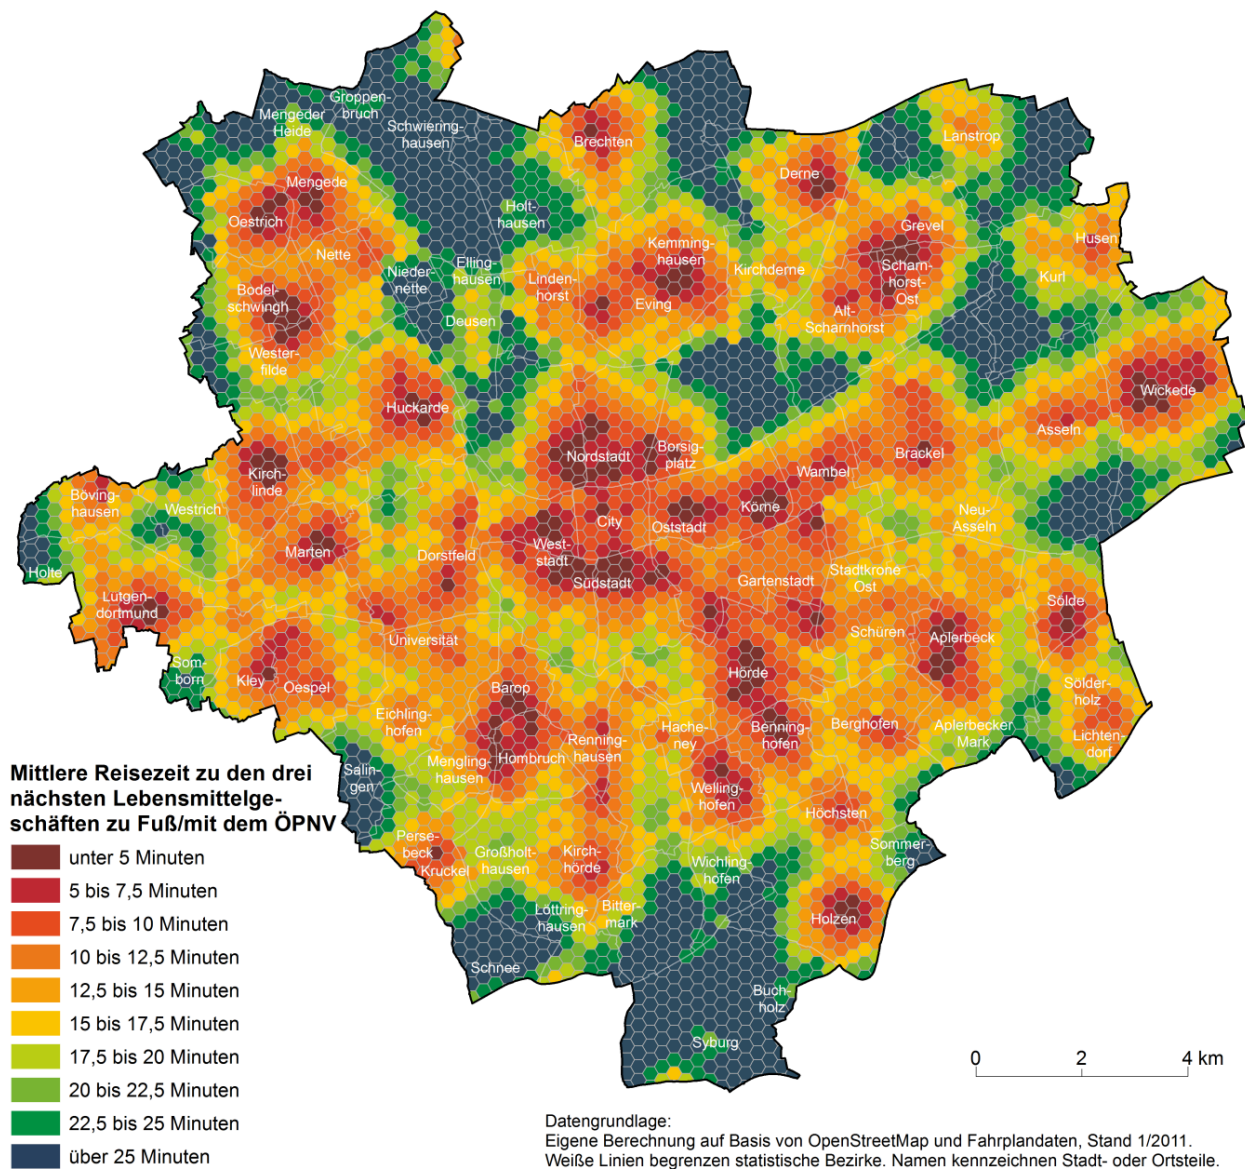 Groppen-
bruch
Mengeder
Heide
Schwiering-
hausen
Brechten
Lanstrop
Derne
Mengede
Oestrich
Holt-
hausen
Grevel
Husen
Nette
Kemming-
hausen
Kirchderne
Scharn-
horst-
Ost
Kurl
Nieder-
nette
Elling-
hausen
Linden-
horst
Bodel-
schwingh
Eving
Deusen
Alt-
Scharnhorst
Wester-
filde
Wickede
Huckarde
Asseln
Nordstadt
Borsig-
platz
Brackel
Wambel
Kirch-
linde
Böving-
hausen
Westrich
Körne
Neu-
Asseln
City
Oststadt
West-
stadt
Marten
Dorstfeld
Holte
Südstadt
Gartenstadt
Stadtkrone
Ost
Lütgen-
dortmund
Sölde
Universität
Schüren
Aplerbeck
Som-
born
Kley
Oespel
Barop
Hörde
Sölder-
holz
Eichling-
hofen
Hache-
ney
Benning-
hofen
Berghofen
Aplerbecker
Mark
Lichten-
dorf
Renning-
hausen
Hombruch
Mengling-
hausen
Salin-
gen
Welling-
hofen
Höchsten
Perse-
beck
Kruckel
Großholt-
hausen
Kirch-
hörde
Wichling-
hofen
Sommer-
berg
Löttring-
hausen
Bitter-
mark
Holzen
Schnee
Buch-
holz
Syburg
Mittlere Reisezeit zu den drei
nächsten Lebensmittelge-
schäften zu Fuß/mit dem ÖPNV
unter 5 Minuten
5 bis 7,5 Minuten
7,5 bis 10 Minuten
10 bis 12,5 Minuten
12,5 bis 15 Minuten
15 bis 17,5 Minuten
17,5 bis 20 Minuten
20 bis 22,5 Minuten
22,5 bis 25 Minuten
über 25 Minuten
0 2 4 km
Datengrundlage:
Eigene Berechnung auf Basis von OpenStreetMap und Fahrplandaten, Stand 1/2011.
Weiße Linien begrenzen statistische Bezirke. Namen kennzeichnen Stadt- oder Ortsteile.